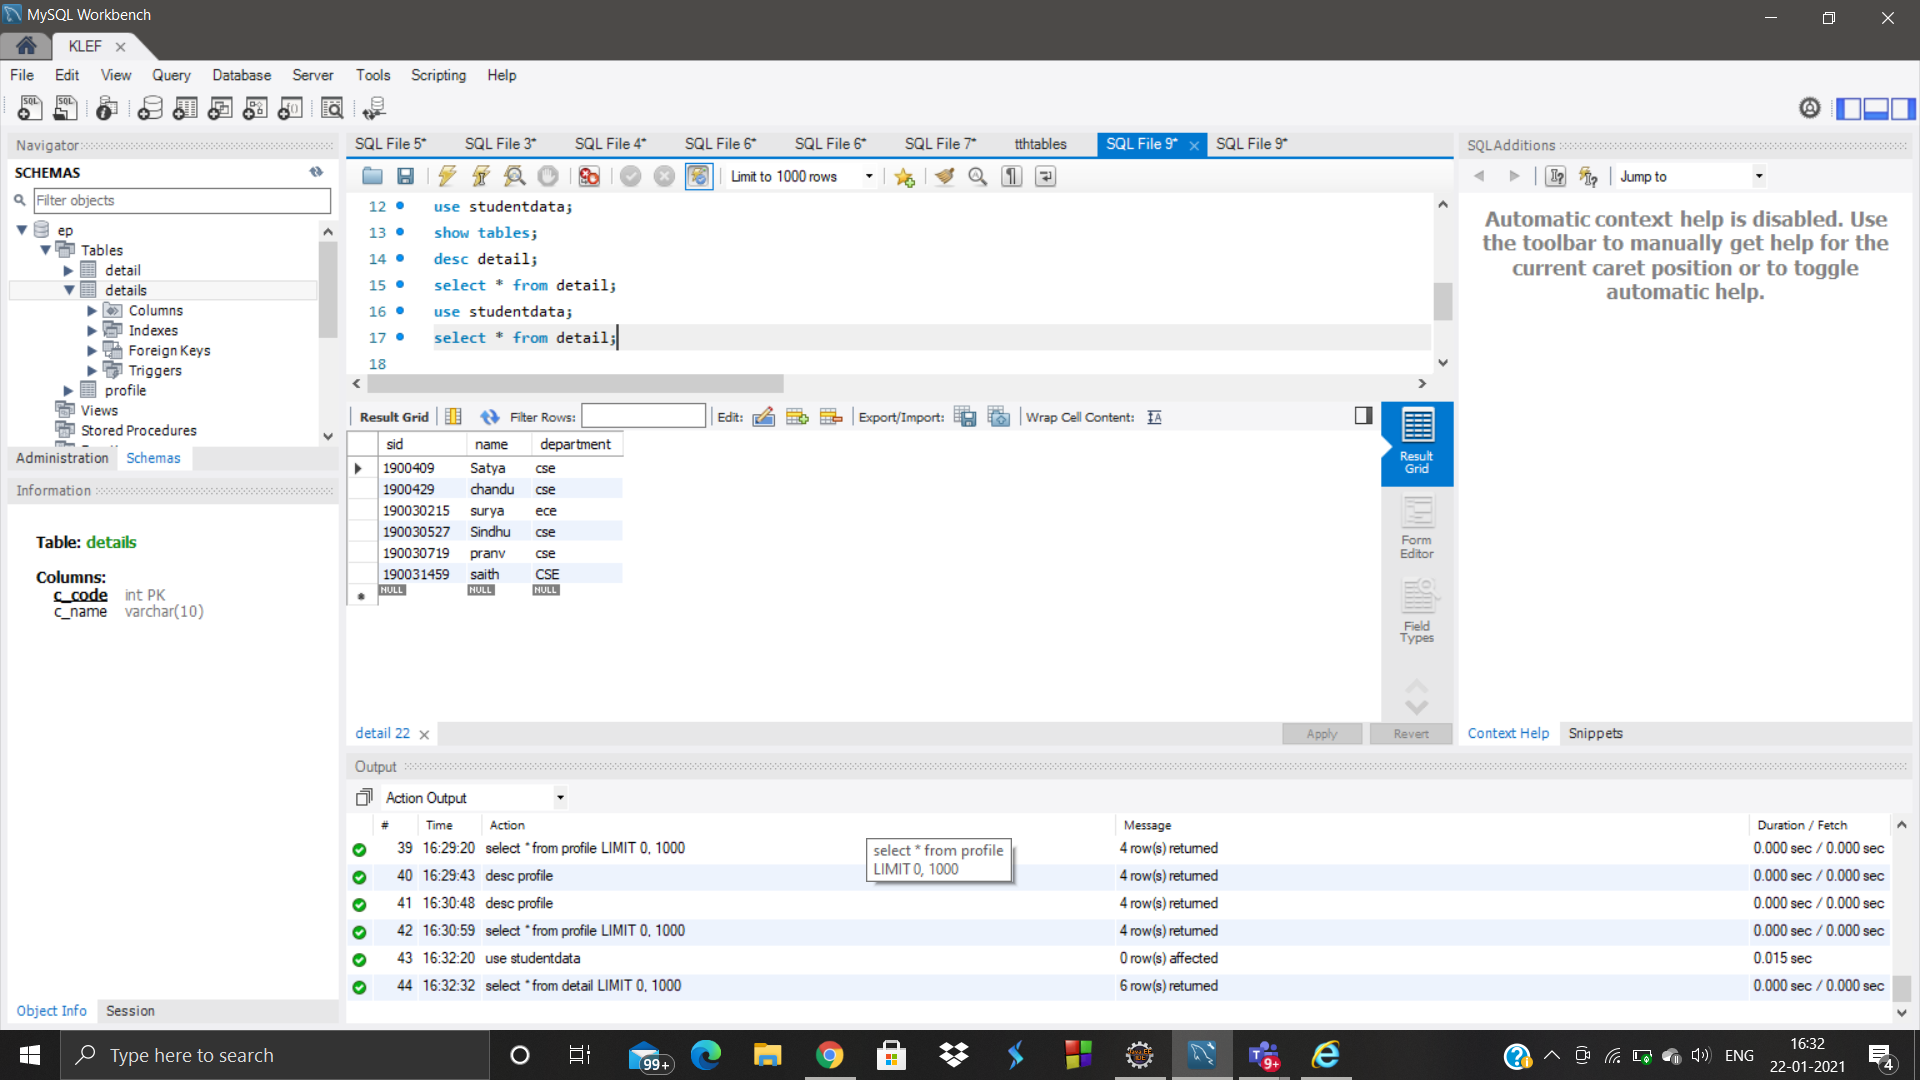 MySQL Workbench
KLEF
File Edit View Query Database Server Tools Scripting Help
Navigator
SCHEMAS
Filter objects
ep
Tables
detail
details
Columns
Indexes
Foreign Keys
Triggers
profile
Views
Stored Procedures
Administration Schemas
Information
Table: details
Columns:
c_code int PK
c_name varchar(10)
Object Info Session
SQL File 5* SQL File 3* SQL File 4* SQL File 6* SQL File 6* SQL File 7* tthtables SQL File 9* SQL File 9*
Limit to 1000 rows
12 use studentdata;
13 show tables;
14 desc detail;
15 select * from detail;
16 use studentdata;
17 select * from detail;
18
Result Grid Filter Rows: Edit: Export/Import: Wrap Cell Content:
sid name department
1900409 Satya cse
1900429 chandu cse
190030215 surya ece
190030527 Sindhu cse
190030719 pranv cse
190031459 saith CSE
NULL NULL NULL
Result Grid
Form Editor
Field Types
detail 22
Apply Revert
SQLAdditions
Jump to
Automatic context help is disabled. Use
the toolbar to manually get help for the
current caret position or to toggle
automatic help.
Context Help Snippets
Output
Action Output
# Time Action Message Duration / Fetch
39 16:29:20 select * from profile LIMIT 0, 1000 4 row(s) returned 0.000 sec / 0.000 sec
40 16:29:43 desc profile 4 row(s) returned 0.000 sec / 0.000 sec
41 16:30:48 desc profile 4 row(s) returned 0.000 sec / 0.000 sec
42 16:30:59 select * from profile LIMIT 0, 1000 4 row(s) returned 0.000 sec / 0.000 sec
43 16:32:20 use studentdata 0 row(s) affected 0.015 sec
44 16:32:32 select * from detail LIMIT 0, 1000 6 row(s) returned 0.000 sec / 0.000 sec
select * from profile
LIMIT 0, 1000
Type here to search
99+
9+
ENG
16:32
22-01-2021
4